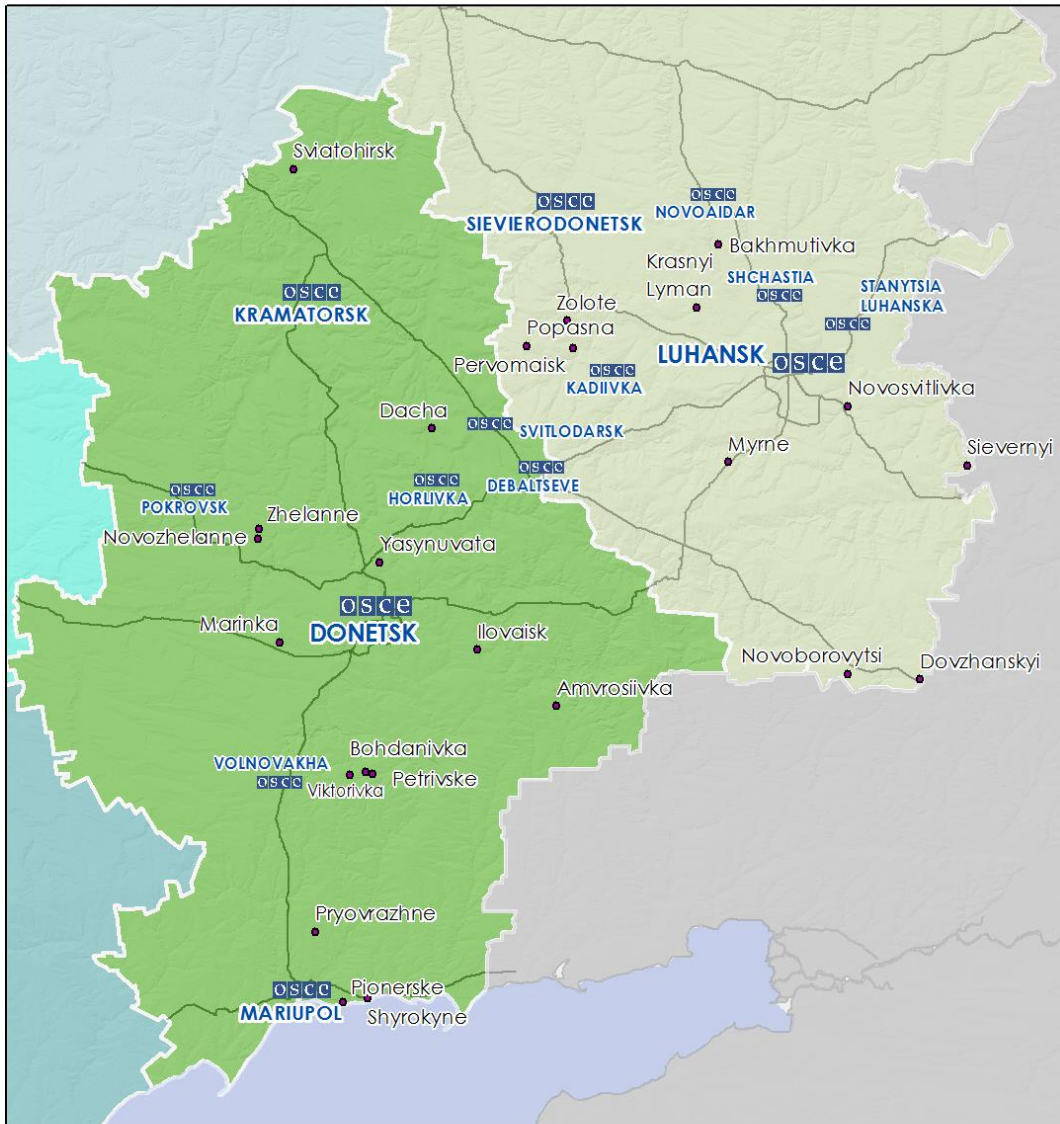 Sviatohirsk
osce
SIEVIERODONETSK
osce
NOVOAIDAR
Bakhmutivka
Krasnyi
Lyman
SHCHASTIA
osce
STANYTSIA
LUHANSKA
osce
osce
KRAMATORSK
Zolote
Popasna
Pervomaisk
LUHANSK osce
osce
KADIIVKA
Novosvitlivka
Dacha
osce SVITLODARSK
Myrne
Sievernyi
osce
DEBALTSEVE
osce
HORLIVKA
osce
POKROVSK
Zhelanne
Novozhelanne
Yasynuvata
osce
DONETSK
Marinka
Ilovaisk
Novoborovytsi
Dovzhanskyi
Amvrosiivka
Bohdanivka
VOLNOVAKHA
osce
Viktorivka
Petrivske
Pryovrazhne
osce
MARIUPOL
Pionerske
Shyrokyne